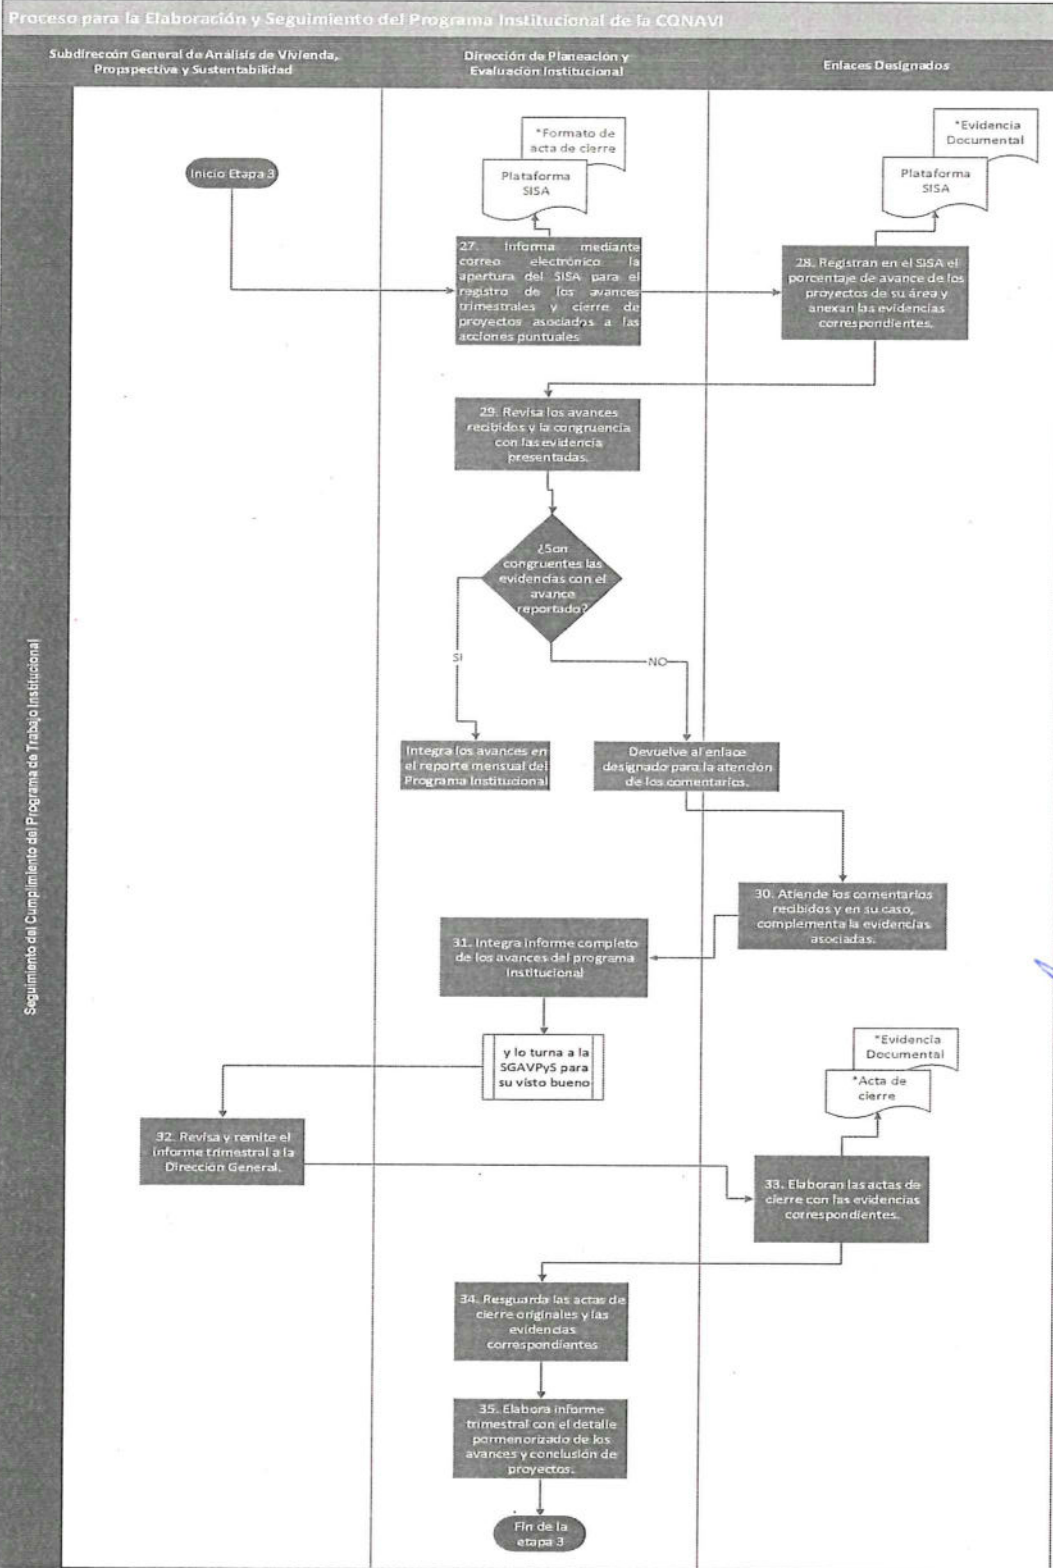 Proceso para la Elaboración y Seguimiento del Programa Institucional de la CONAVI
Subdirección General de Análisis de Vivienda,
Propspectiva y Sustentabilidad
Dirección de Planeación y
Evaluación Institucional
Enlaces Designados
Seguimiento del Cumplimiento del Programa de Trabajo Institucional
Inicio Etapa 3
*Formato de
acta de cierre
Plataforma
SISA
27. Informa mediante
correo electrónico la
apertura del SISA para el
registro de los avances
trimestrales y cierre de
proyectos asociados a las
acciones puntuales
*Evidencia
Documental
Plataforma
SISA
28. Registran en el SISA el
porcentaje de avance de los
proyectos de su área y
anexan las evidencias
correspondientes.
29. Revisa los avances
recibidos y la congruencia
con las evidencia
presentadas.
¿Son
congruentes las
evidencias con el
avance
reportado?
SI
NO
Integra los avances en
el reporte mensual del
Programa Institucional
Devuelve al enlace
designado para la atención
de los comentarios.
30. Atiende los comentarios
recibidos y en su caso,
complementa la evidencias
asociadas.
31. Integra informe completo
de los avances del programa
Institucional
y lo turna a la
SGAVPyS para
su visto bueno
32. Revisa y remite el
informe trimestral a la
Dirección General.
*Evidencia
Documental
*Acta de
cierre
33. Elaboran las actas de
cierre con las evidencias
correspondientes.
34. Resguarda las actas de
cierre originales y las
evidencias
correspondientes
35. Elabora informe
trimestral con el detalle
pormenorizado de los
avances y conclusión de
proyectos.
Fin de la
etapa 3